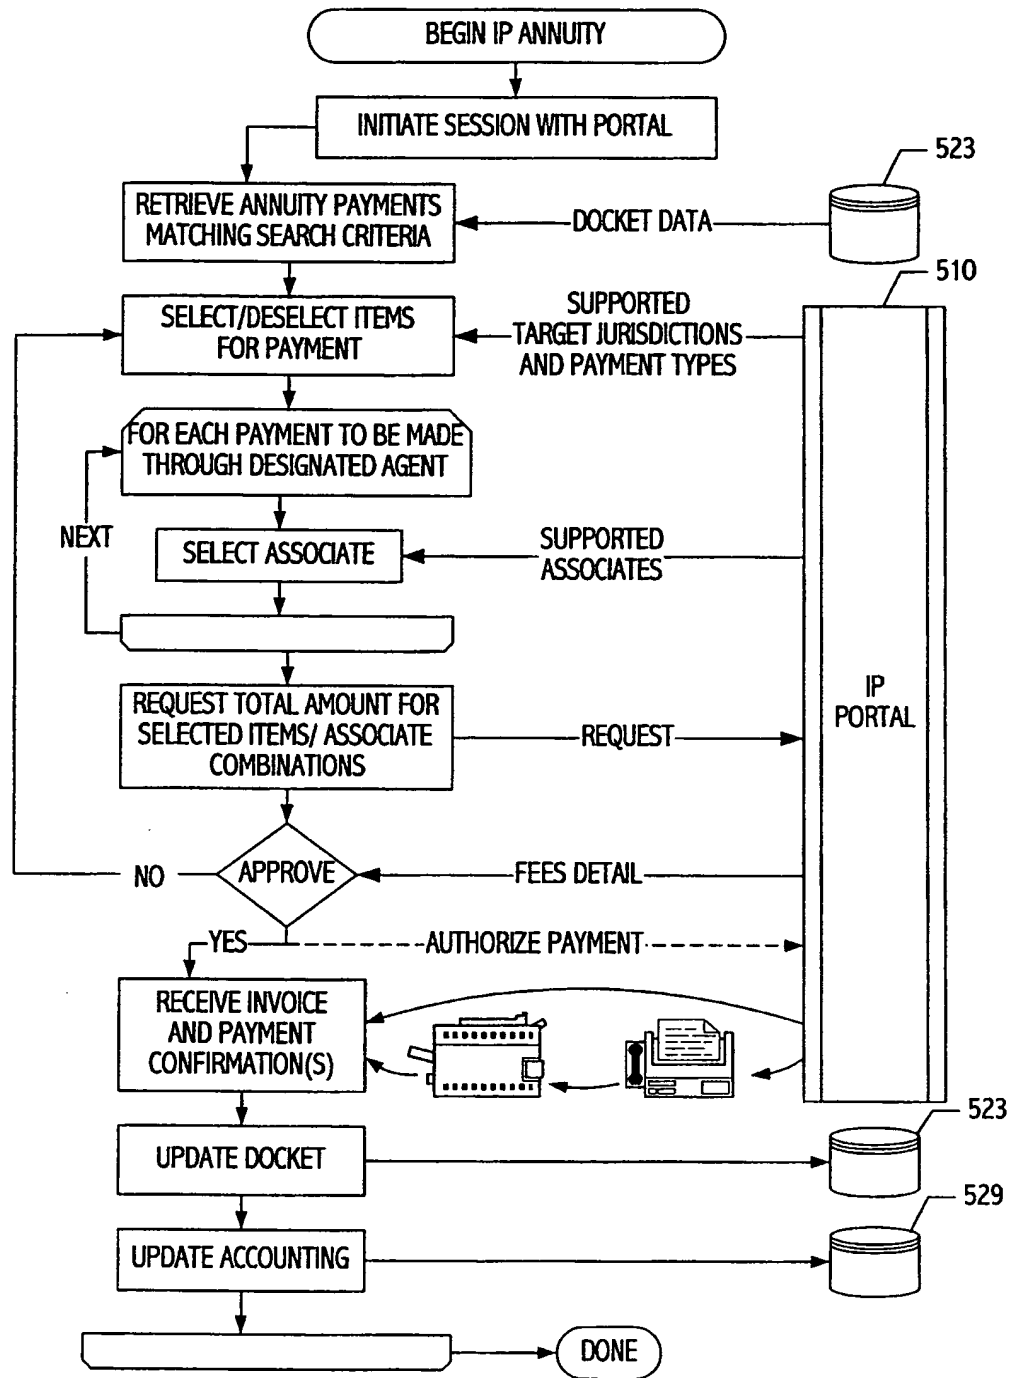 BEGIN IP ANNUITY
INITIATE SESSION WITH PORTAL
523
RETRIEVE ANNUITY PAYMENTS
MATCHING SEARCH CRITERIA
DOCKET DATA
510
SELECT/DESELECT ITEMS
FOR PAYMENT
SUPPORTED
TARGET JURISDICTIONS
AND PAYMENT TYPES
FOR EACH PAYMENT TO BE MADE
THROUGH DESIGNATED AGENT
NEXT
SELECT ASSOCIATE
SUPPORTED
ASSOCIATES
IP
PORTAL
REQUEST TOTAL AMOUNT FOR
SELECTED ITEMS/ ASSOCIATE
COMBINATIONS
REQUEST
NO
APPROVE
FEES DETAIL
YES
AUTHORIZE PAYMENT
RECEIVE INVOICE
AND PAYMENT
CONFIRMATION(S)
523
UPDATE DOCKET
529
UPDATE ACCOUNTING
DONE